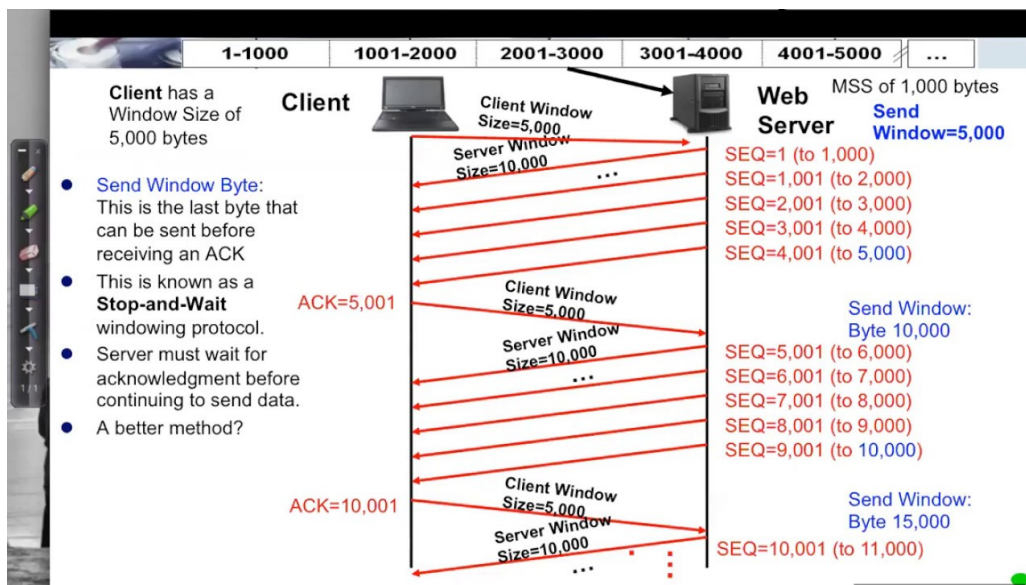 1-1000 1001-2000 2001-3000 3001-4000 4001-5000 ...
Client has a
Window Size of
5,000 bytes
Client
Web
Server
MSS of 1,000 bytes
Send
Window=5,000
Client Window
Size=5,000
Server Window
Size=10,000
...
SEQ=1 (to 1,000)
SEQ=1,001 (to 2,000)
SEQ=2,001 (to 3,000)
SEQ=3,001 (to 4,000)
SEQ=4,001 (to 5,000)
● Send Window Byte:
This is the last byte that
can be sent before
receiving an ACK
● This is known as a
Stop-and-Wait
windowing protocol.
● Server must wait for
acknowledgment before
continuing to send data.
● A better method?
ACK=5,001
Client Window
Size=5,000
Send Window:
Byte 10,000
Server Window
Size=10,000
...
SEQ=5,001 (to 6,000)
SEQ=6,001 (to 7,000)
SEQ=7,001 (to 8,000)
SEQ=8,001 (to 9,000)
SEQ=9,001 (to 10,000)
ACK=10,001
Client Window
Size=5,000
Send Window:
Byte 15,000
Server Window
Size=10,000
...
SEQ=10,001 (to 11,000)
1/1